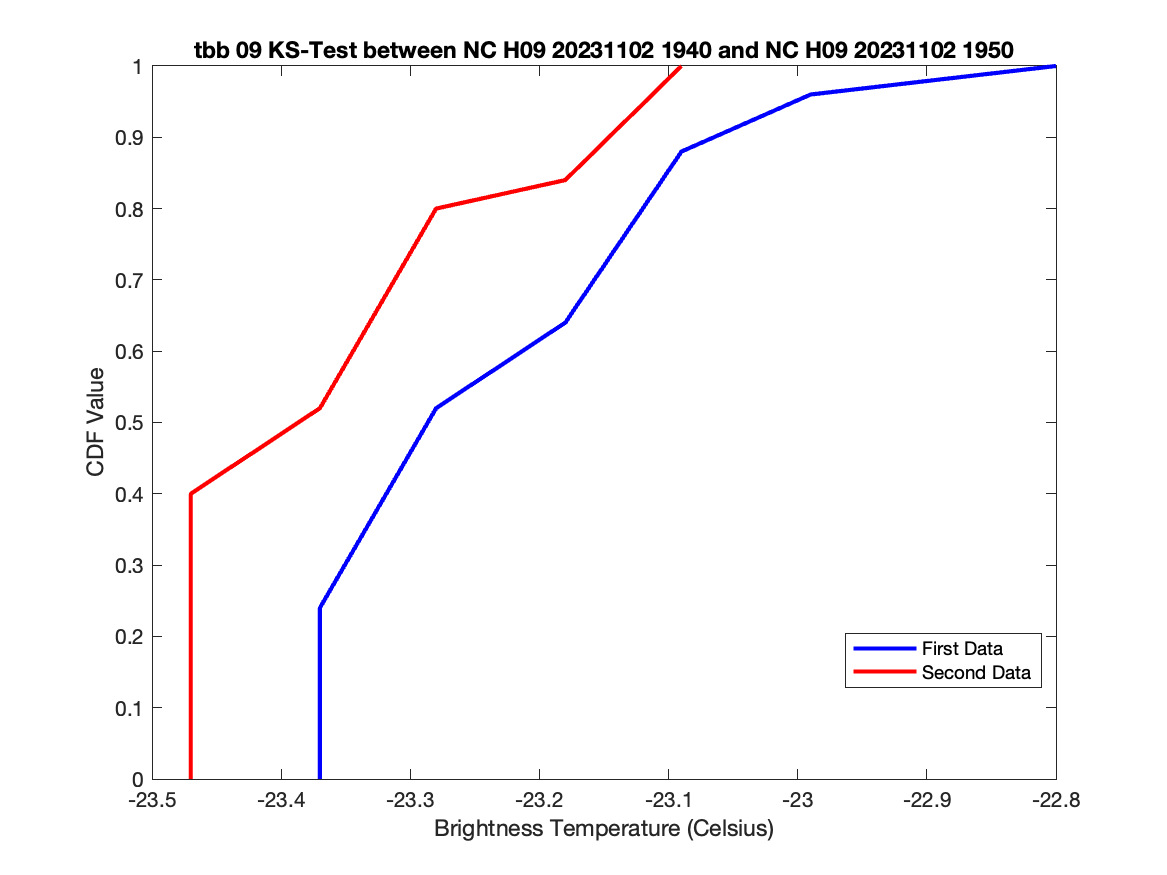 tbb 09 KS-Test between NC H09 20231102 1940 and NC H09 20231102 1950
1
0.9
0.8
0.7
0.6
0.5
0.4
0.3
0.2
0.1
0
CDF Value
First Data
Second Data
-23.5 -23.4 -23.3 -23.2 -23.1 -23 -22.9 -22.8
Brightness Temperature (Celsius)